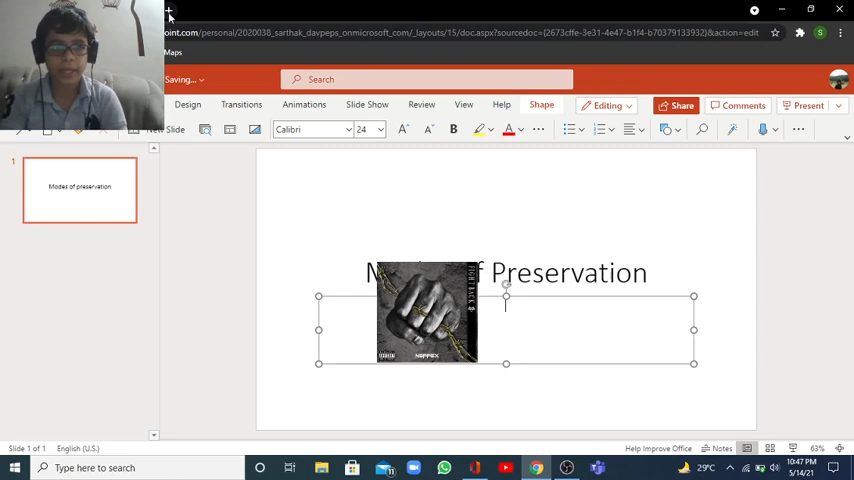 point.com/personal/2020038_sarthak_davpeps_onmicrosoft_com/_layouts/15/doc.aspx?sourcedoc={2673cffe-3e31-4e47-b1f4-b70379133932}&action=edit
S
Maps
Saving...
Search
Design Transitions Animations Slide Show Review View Help Shape Editing Share Comments Present
New Slide Calibri 24 B A
1
Modes of preservation
Modes of Preservation
FIGHT BACK
NEFFEX
Slide 1 of 1 English (U.S.) Help Improve Office Notes 63%
Type here to search
29°C
10:47 PM
5/14/21